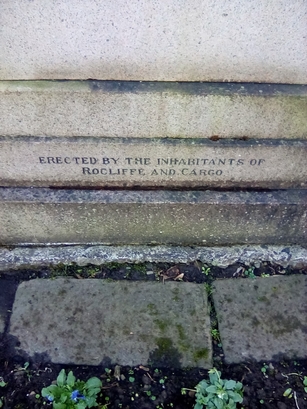 ERECTED BY THE INHABITANTS OF
ROCLIFFE AND CARGO